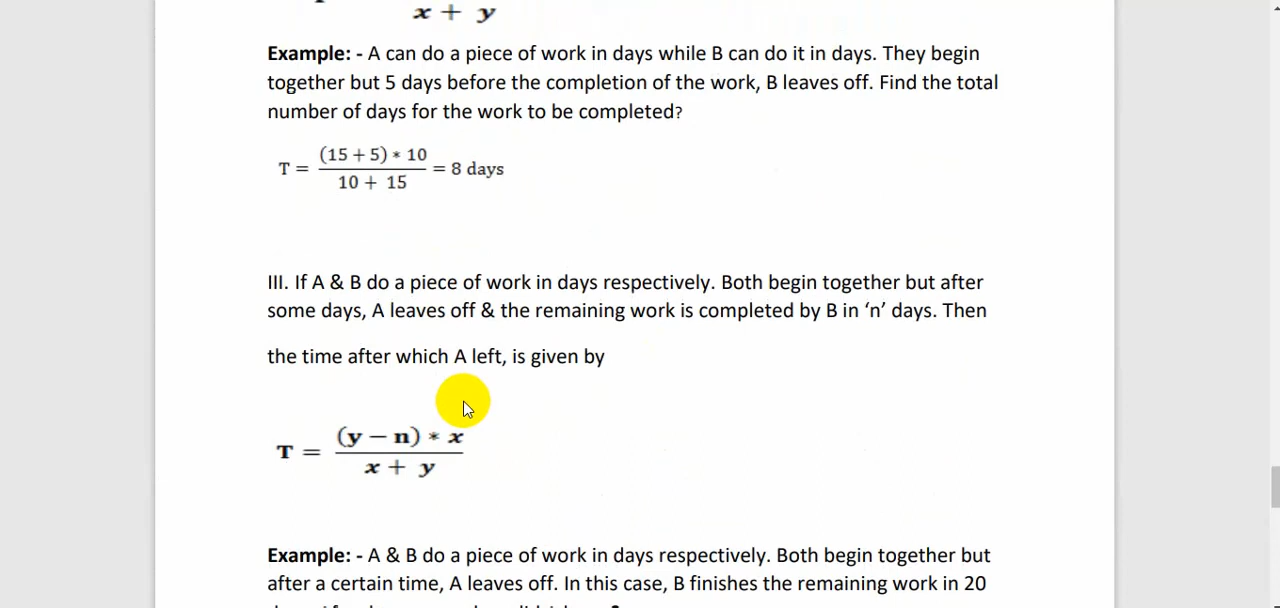 x + y
Example: - A can do a piece of work in days while B can do it in days. They begin
together but 5 days before the completion of the work, B leaves off. Find the total
number of days for the work to be completed?
T = (15 + 5) * 10 / 10 + 15 = 8 days
III. If A & B do a piece of work in days respectively. Both begin together but after
some days, A leaves off & the remaining work is completed by B in ‘n’ days. Then
the time after which A left, is given by
T = (y – n) * x / x + y
Example: - A & B do a piece of work in days respectively. Both begin together but
after a certain time, A leaves off. In this case, B finishes the remaining work in 20